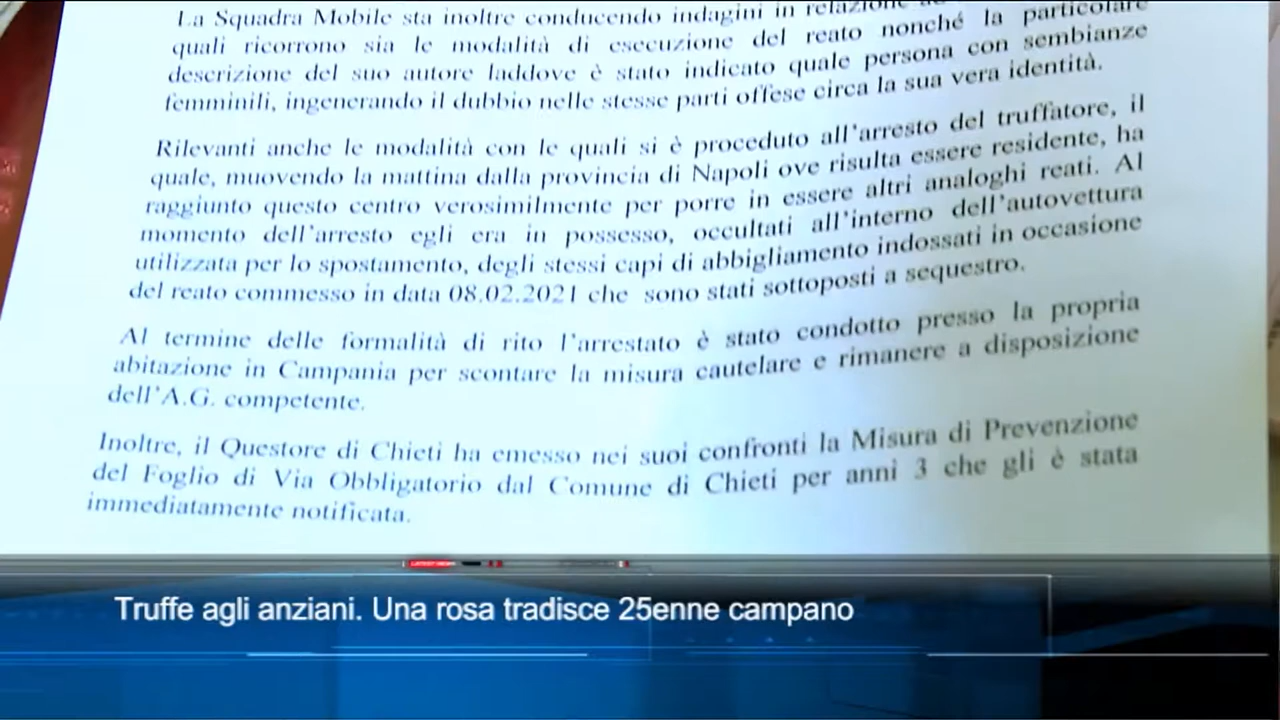 La Squadra Mobile sta inoltre conducendo indagini in relazione
quali ricorrono sia le modalità di esecuzione del reato nonché la particolare
descrizione del suo autore laddove è stato indicato quale persona con sembianze
femminili, ingenerando il dubbio nelle stesse parti offese circa la sua vera identità.
Rilevanti anche le modalità con le quali si è proceduto all'arresto del truffatore, il
quale, muovendo la mattina dalla provincia di Napoli ove risulta essere residente, ha
raggiunto questo centro verosimilmente per porre in essere altri analoghi reati. Al
momento dell'arresto egli era in possesso, occultati all'interno dell'autovettura
utilizzata per lo spostamento, degli stessi capi di abbigliamento indossati in occasione
del reato commesso in data 08.02.2021 che sono stati sottoposti a sequestro.
Al termine delle formalità di rito l'arrestato è stato condotto presso la propria
abitazione in Campania per scontare la misura cautelare e rimanere a disposizione
dell'A.G. competente.
Inoltre, il Questore di Chieti ha emesso nei suoi confronti la Misura di Prevenzione
del Foglio di Via Obbligatorio dal Comune di Chieti per anni 3 che gli è stata
immediatamente notificata.
LATEST NEWS
Truffe agli anziani. Una rosa tradisce 25enne campano